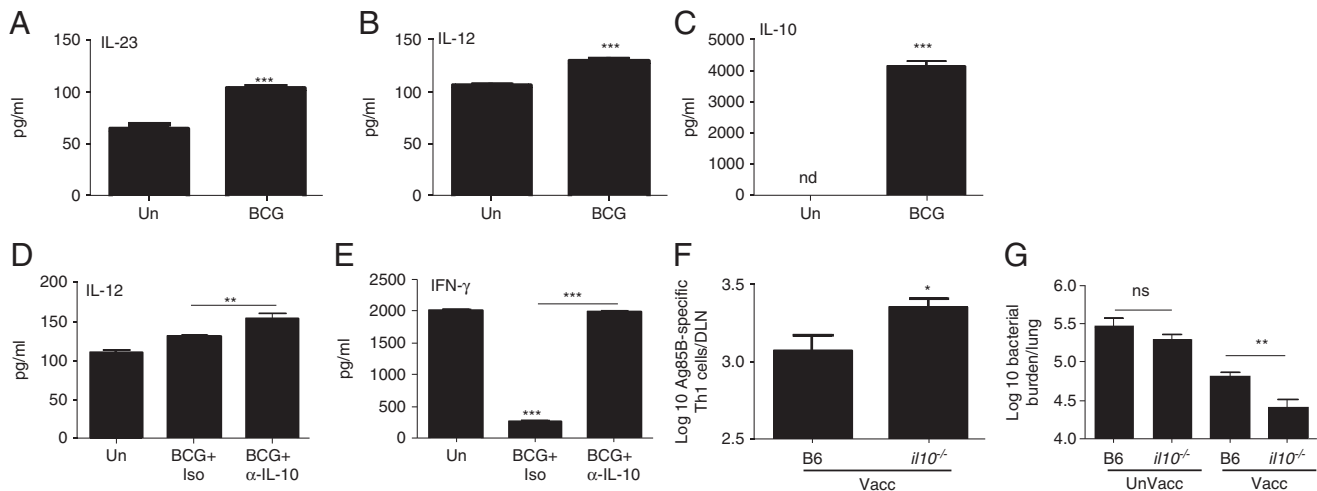 A
IL-23
150
100
50
0
pg/ml
***
Un
BCG
B
IL-12
150
100
50
0
pg/ml
***
Un
BCG
C
IL-10
5000
4000
3000
2000
1000
0
pg/ml
nd
***
Un
BCG
D
IL-12
200
150
100
50
0
pg/ml
**
Un
BCG+
Iso
BCG+
α-IL-10
E
IFN-γ
2500
2000
1500
1000
500
0
pg/ml
***
***
Un
BCG+
Iso
BCG+
α-IL-10
F
3.5
3.0
2.5
Log 10 Ag85B-specific
Th1 cells/DLN
*
B6
il10-/-
Vacc
G
6.0
5.5
5.0
4.5
4.0
Log 10 bacterial
burden/lung
ns
**
B6
il10-/-
B6
il10-/-
UnVacc
Vacc